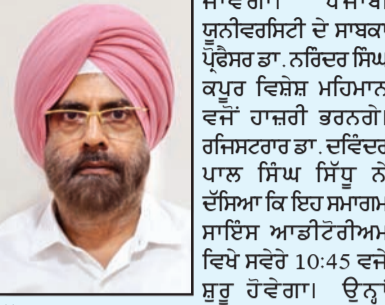 ਜਾਵੇਗਾ। ਪੰਜਾਬੀ
ਯੂਨੀਵਰਸਿਟੀ ਦੇ ਸਾਬਕਾ
ਪ੍ਰੋਫੈਸਰ ਡਾ. ਨਰਿੰਦਰ ਸਿੰਘ
ਕਪੂਰ ਵਿਸ਼ੇਸ਼ ਮਹਿਮਾਨ
ਵਜੋਂ ਹਾਜ਼ਰੀ ਭਰਨਗੇ।
ਰਜਿਸਟਰਾਰ ਡਾ. ਦਵਿੰਦਰ
ਪਾਲ ਸਿੰਘ ਸਿੱਧੂ ਨੇ
ਦੱਸਿਆ ਕਿ ਇਹ ਸਮਾਗਮ
ਸਾਇੰਸ ਆਡੀਟੋਰੀਅਮ
ਵਿਖੇ ਸਵੇਰੇ 10:45 ਵਜੇ
ਸ਼ੁਰੂ ਹੋਵੇਗਾ। ਉਨ੍ਹਾਂ